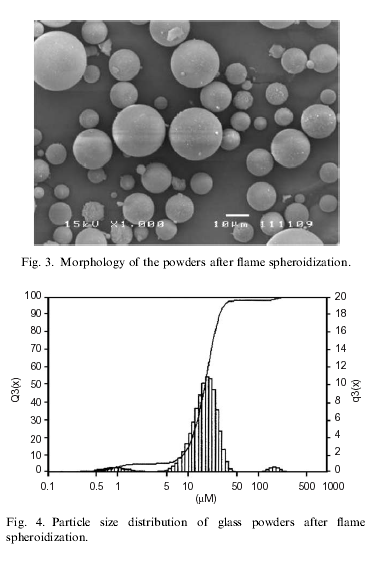 15kV X1.000 10μm 111109
Fig. 3. Morphology of the powders after flame spheroidization.
100 20
90 18
80 16
70 14
60 12
50 10
40 8
30 6
20 4
10 2
0 0
Q3(x)
q3(x)
0.1 0.5 1 5 10 50 100 500 1000
(μM)
Fig. 4. Particle size distribution of glass powders after flame
spheroidization.